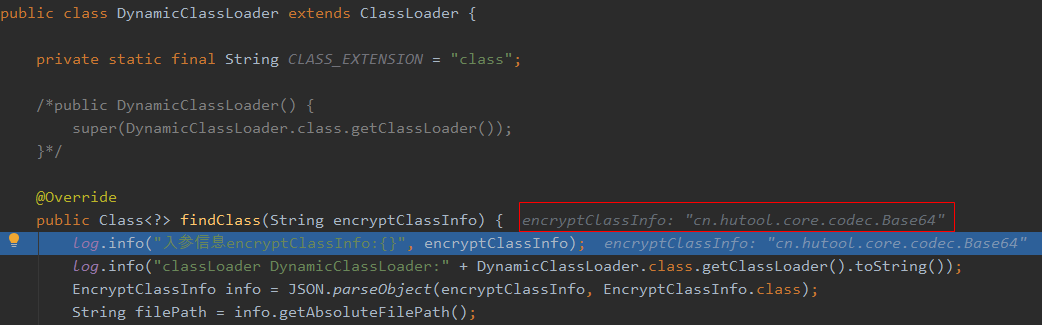 public class DynamicClassLoader extends ClassLoader {
private static final String CLASS_EXTENSION = "class";
/*public DynamicClassLoader() {
super(DynamicClassLoader.class.getClassLoader());
}*/
@Override
public Class<?> findClass(String encryptClassInfo) { encryptClassInfo: "cn.hutool.core.codec.Base64"
log.info("入参信息encryptClassInfo:{}", encryptClassInfo); encryptClassInfo: "cn.hutool.core.codec.Base64"
log.info("classLoader DynamicClassLoader:" + DynamicClassLoader.class.getClassLoader().toString());
EncryptClassInfo info = JSON.parseObject(encryptClassInfo, EncryptClassInfo.class);
String filePath = info.getAbsoluteFilePath();